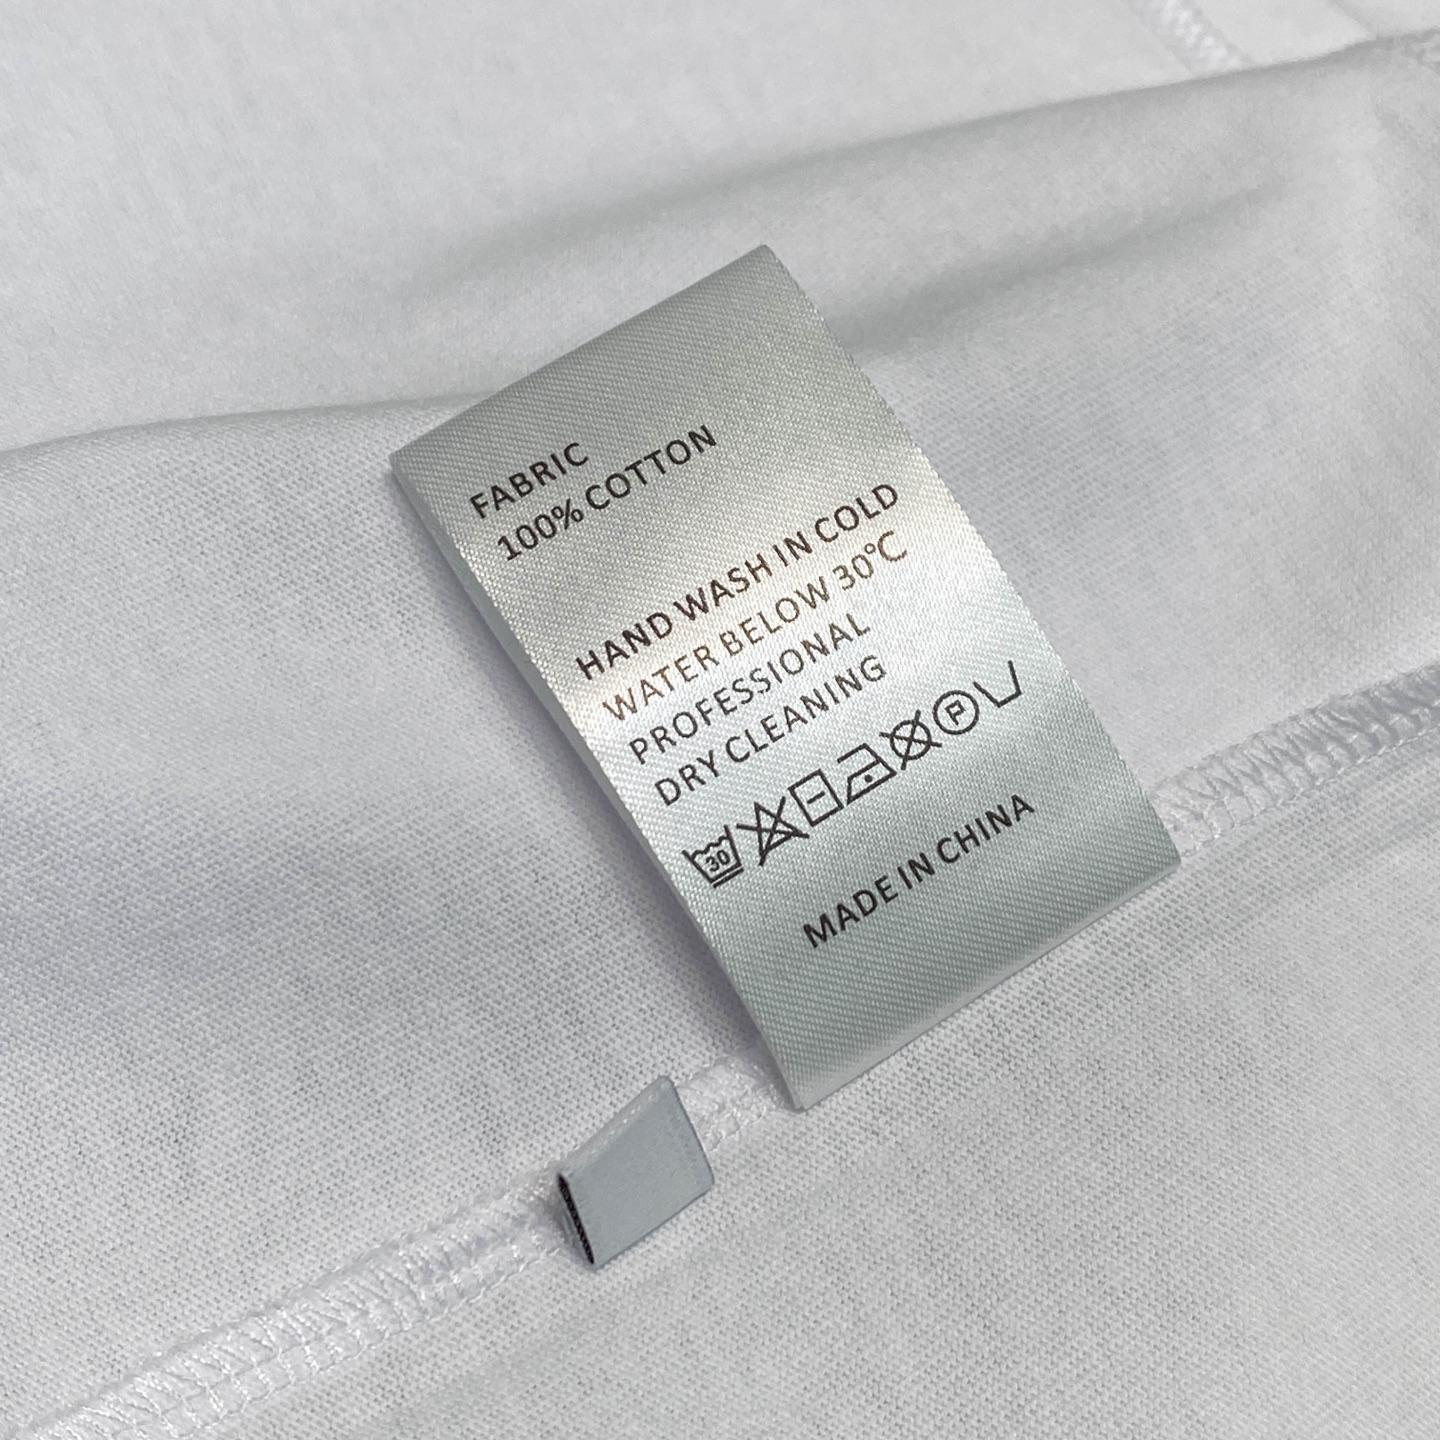 FABRIC
100% COTTON
HAND WASH IN COLD
WATER BELOW 30℃
PROFESSIONAL
DRY CLEANING
30 P
MADE IN CHINA